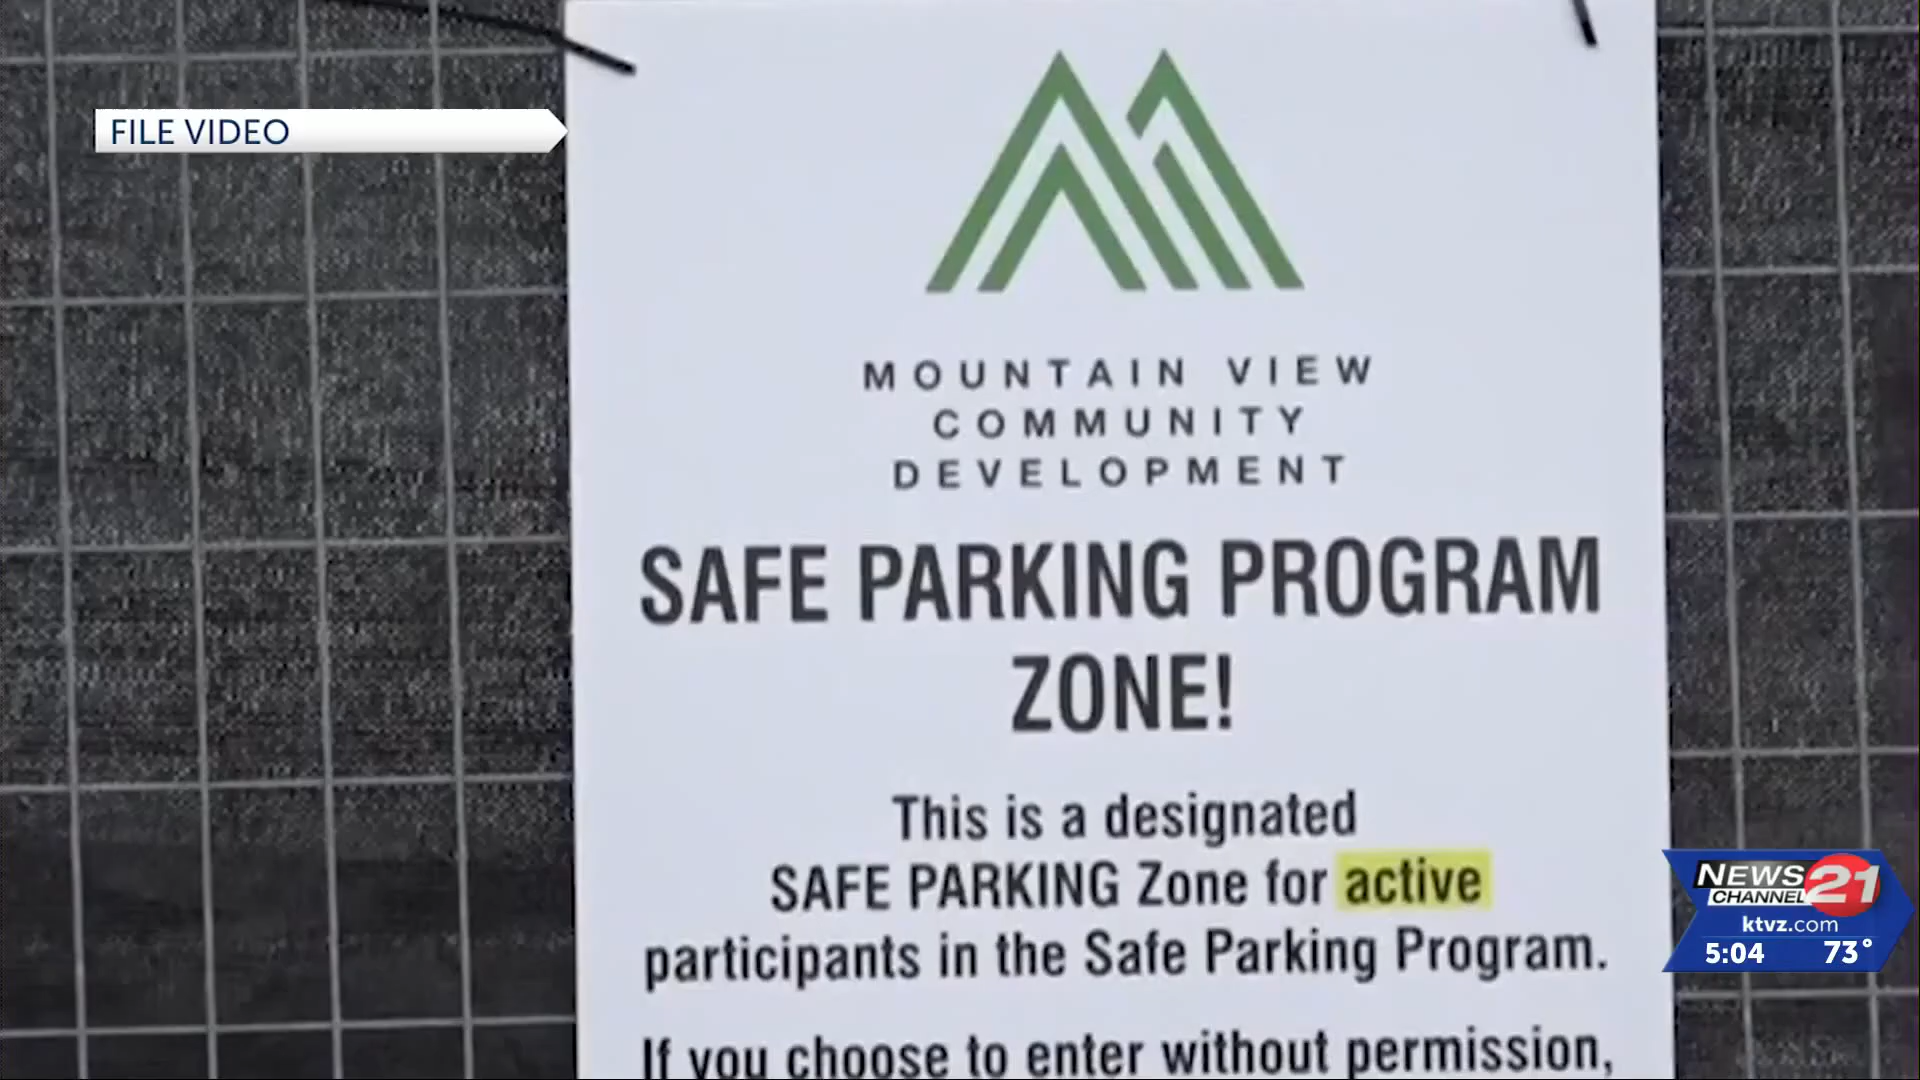 FILE VIDEO
MOUNTAIN VIEW
COMMUNITY
DEVELOPMENT
SAFE PARKING PROGRAM
ZONE!
This is a designated
SAFE PARKING Zone for active
participants in the Safe Parking Program.
If you choose to enter without permission,
NEWS
CHANNEL 21
ktvz.com
5:04 73°